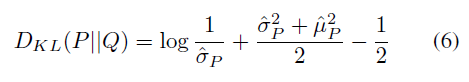 $D_{KL}(P||Q) = \log \frac{1}{\hat{\sigma}_P} + \frac{\hat{\sigma}_P^2 + \hat{\mu}_P^2}{2} - \frac{1}{2}$ (6)